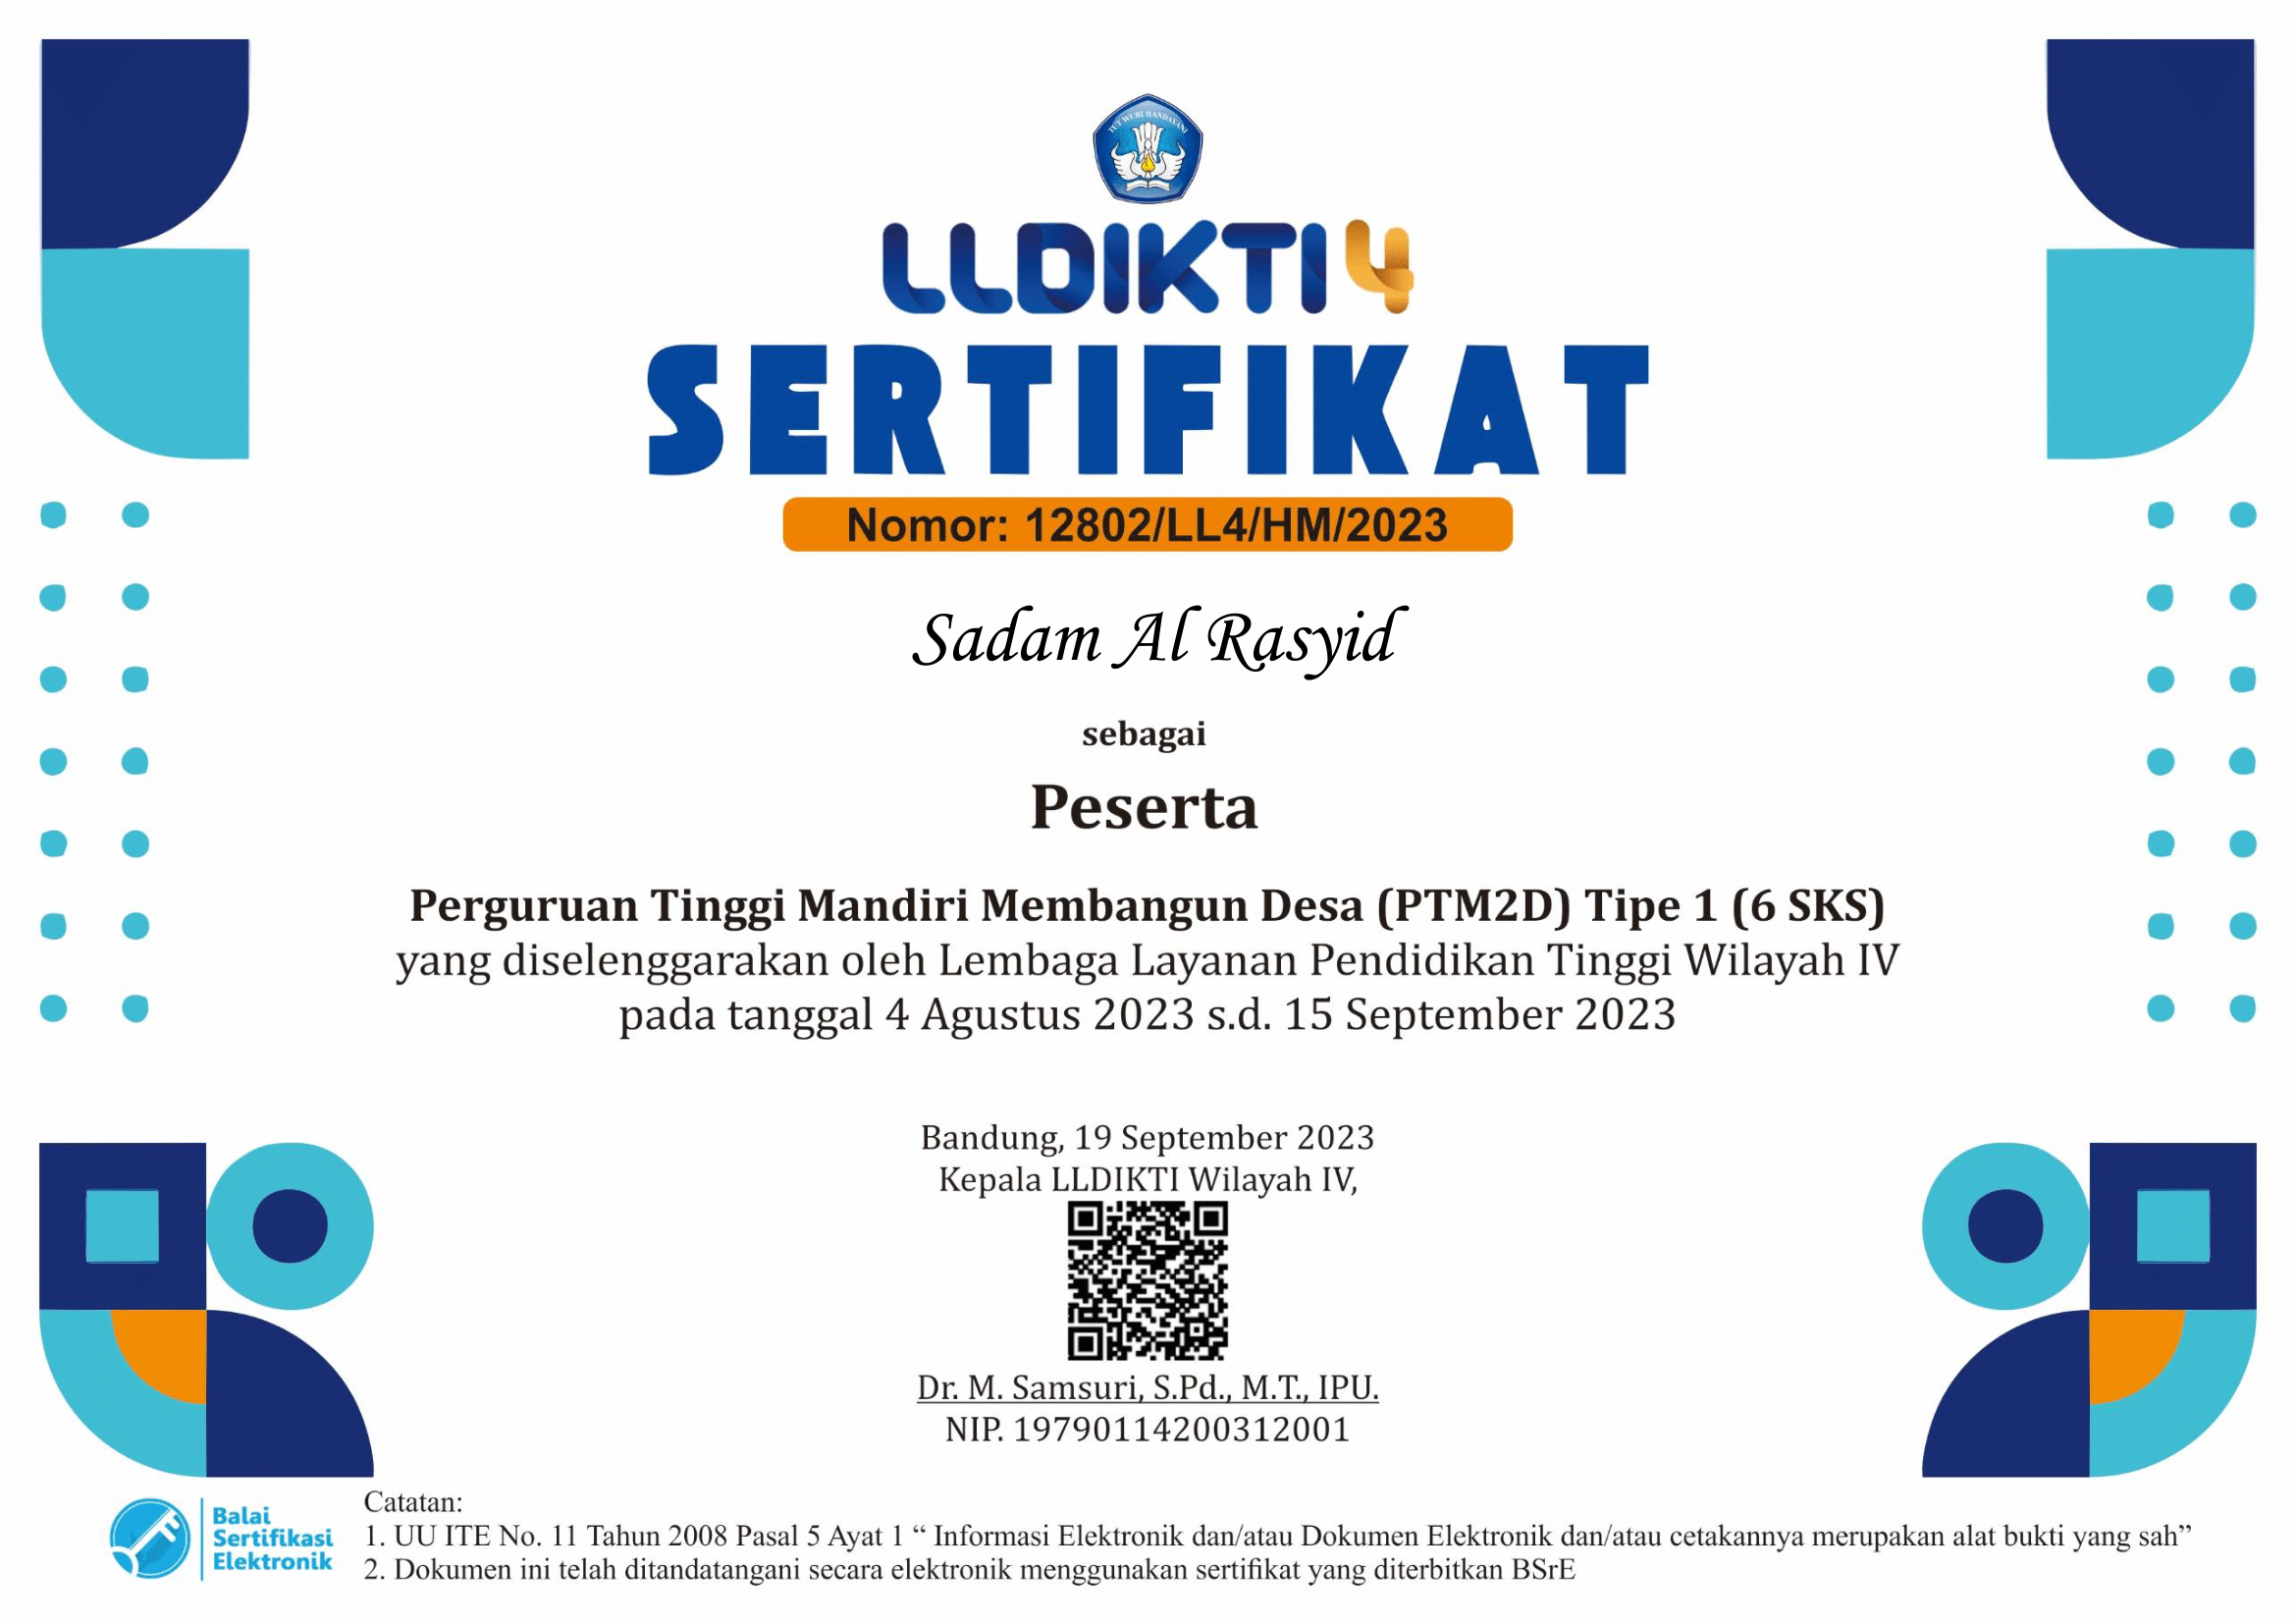 TUT WURI HANDAYANI
LLDIKTI 4
SERTIFIKAT
Nomor: 12802/LL4/HM/2023
Sadam Al Rasyid
sebagai
Peserta
Perguruan Tinggi Mandiri Membangun Desa (PTM2D) Tipe 1 (6 SKS)
yang diselenggarakan oleh Lembaga Layanan Pendidikan Tinggi Wilayah IV
pada tanggal 4 Agustus 2023 s.d. 15 September 2023
Bandung, 19 September 2023
Kepala LLDIKTI Wilayah IV,
Dr. M. Samsuri, S.Pd., M.T., IPU.
NIP. 197901142003121001
Balai
Sertifikasi
Elektronik
Catatan:
1. UU ITE No. 11 Tahun 2008 Pasal 5 Ayat 1 “ Informasi Elektronik dan/atau Dokumen Elektronik dan/atau cetakannya merupakan alat bukti yang sah”
2. Dokumen ini telah ditandatangani secara elektronik menggunakan sertifikat yang diterbitkan BSrE